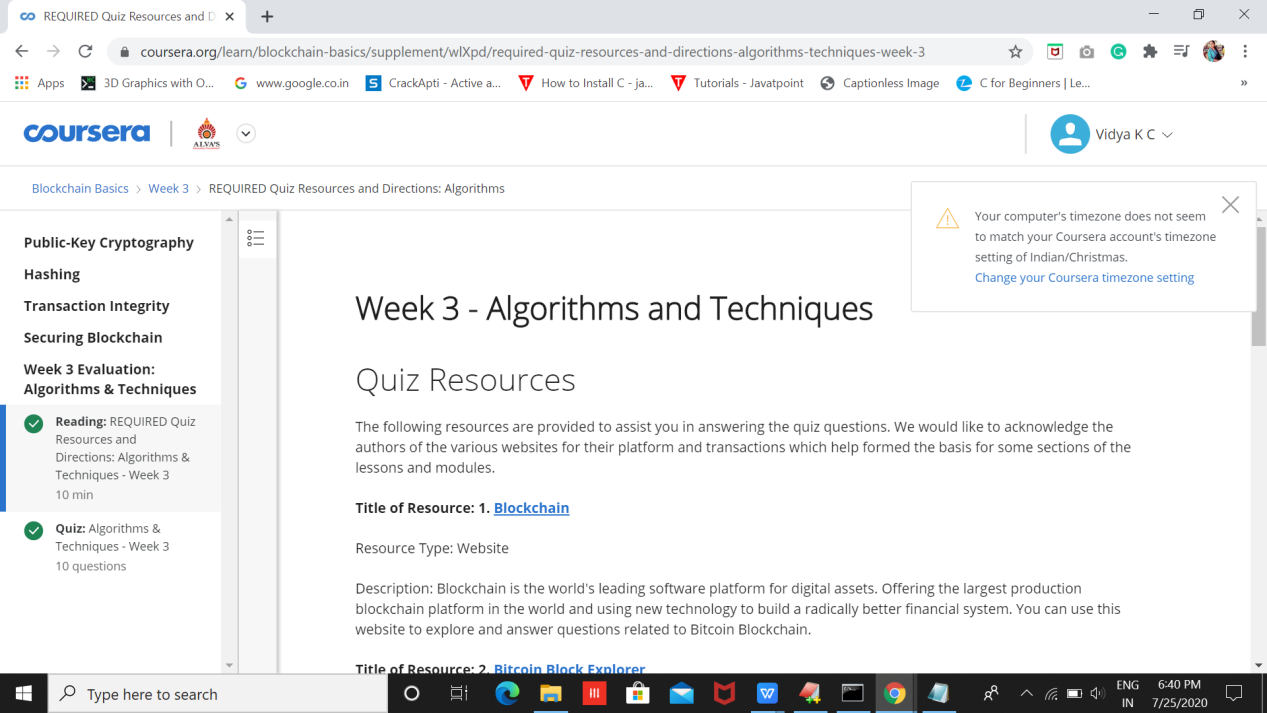 REQUIRED Quiz Resources and D
coursera.org/learn/blockchain-basics/supplement/wlXpd/required-quiz-resources-and-directions-algorithms-techniques-week-3
Apps 3D Graphics with O... www.google.co.in CrackApti - Active a... How to Install C - ja... Tutorials - Javatpoint Captionless Image C for Beginners | Le... »
coursera ALVA'S Vidya K C
Blockchain Basics > Week 3 > REQUIRED Quiz Resources and Directions: Algorithms
Your computer's timezone does not seem
to match your Coursera account's timezone
setting of Indian/Christmas.
Change your Coursera timezone setting
Public-Key Cryptography
Hashing
Transaction Integrity
Securing Blockchain
Week 3 Evaluation:
Algorithms & Techniques
Reading: REQUIRED Quiz
Resources and
Directions: Algorithms &
Techniques - Week 3
10 min
Quiz: Algorithms &
Techniques - Week 3
10 questions
Week 3 - Algorithms and Techniques
Quiz Resources
The following resources are provided to assist you in answering the quiz questions. We would like to acknowledge the
authors of the various websites for their platform and transactions which help formed the basis for some sections of the
lessons and modules.
Title of Resource: 1. Blockchain
Resource Type: Website
Description: Blockchain is the world's leading software platform for digital assets. Offering the largest production
blockchain platform in the world and using new technology to build a radically better financial system. You can use this
website to explore and answer questions related to Bitcoin Blockchain.
Title of Resource: 2. Bitcoin Block Explorer
Type here to search
ENG
IN
6:40 PM
7/25/2020